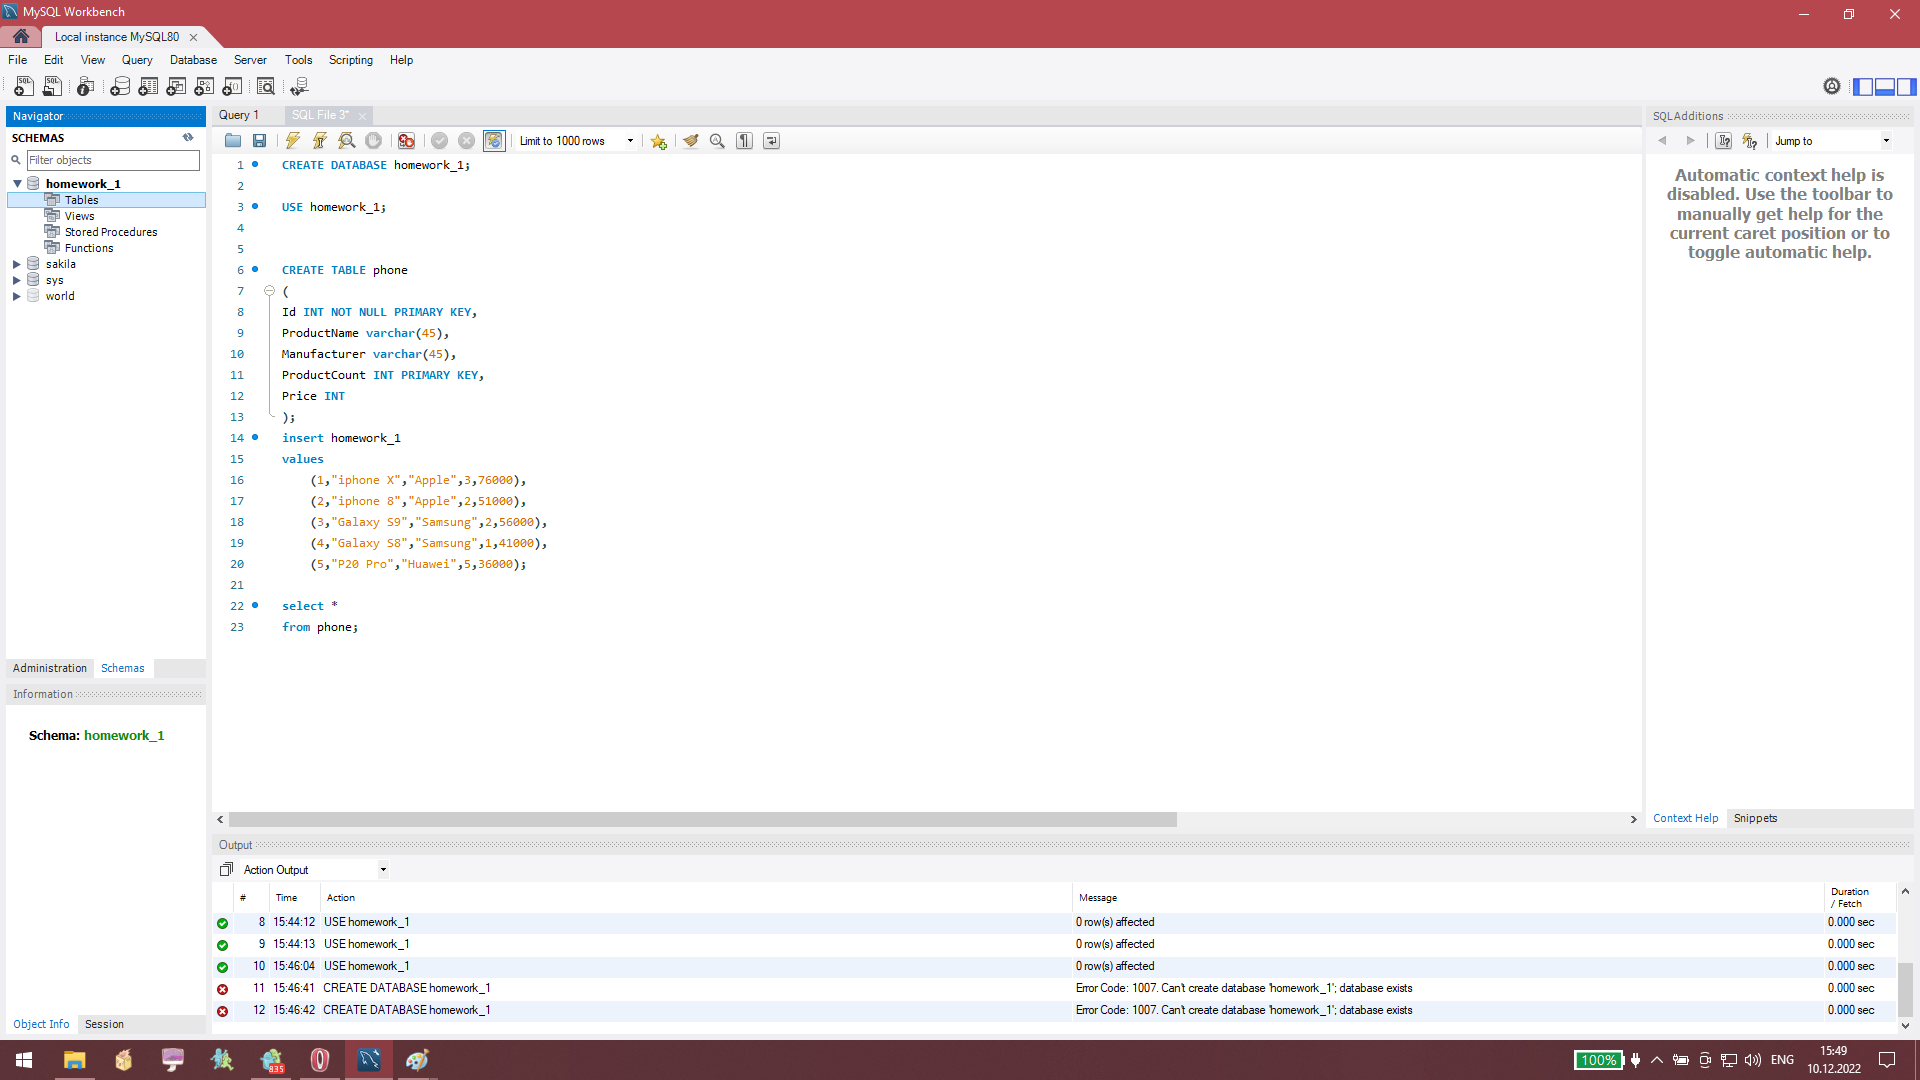 MySQL Workbench
Local instance MySQL80
File Edit View Query Database Server Tools Scripting Help
Navigator
SCHEMAS
Filter objects
homework_1
Tables
Views
Stored Procedures
Functions
sakila
sys
world
Administration Schemas
Information
Schema: homework_1
Object Info Session
Query 1 SQL File 3*
Limit to 1000 rows
1 CREATE DATABASE homework_1;
2
3 USE homework_1;
4
5
6 CREATE TABLE phone
7 (
8 Id INT NOT NULL PRIMARY KEY,
9 ProductName varchar(45),
10 Manufacturer varchar(45),
11 ProductCount INT PRIMARY KEY,
12 Price INT
13 );
14 insert homework_1
15 values
16 (1,"iphone X","Apple",3,76000),
17 (2,"iphone 8","Apple",2,51000),
18 (3,"Galaxy S9","Samsung",2,56000),
19 (4,"Galaxy S8","Samsung",1,41000),
20 (5,"P20 Pro","Huawei",5,36000);
21
22 select *
23 from phone;
SQLAdditions
Jump to
Automatic context help is
disabled. Use the toolbar to
manually get help for the
current caret position or to
toggle automatic help.
Context Help Snippets
Output
Action Output
# Time Action Message Duration / Fetch
8 15:44:12 USE homework_1 0 row(s) affected 0.000 sec
9 15:44:13 USE homework_1 0 row(s) affected 0.000 sec
10 15:46:04 USE homework_1 0 row(s) affected 0.000 sec
11 15:46:41 CREATE DATABASE homework_1 Error Code: 1007. Can't create database 'homework_1'; database exists 0.000 sec
12 15:46:42 CREATE DATABASE homework_1 Error Code: 1007. Can't create database 'homework_1'; database exists 0.000 sec
835
100%
ENG
15:49
10.12.2022